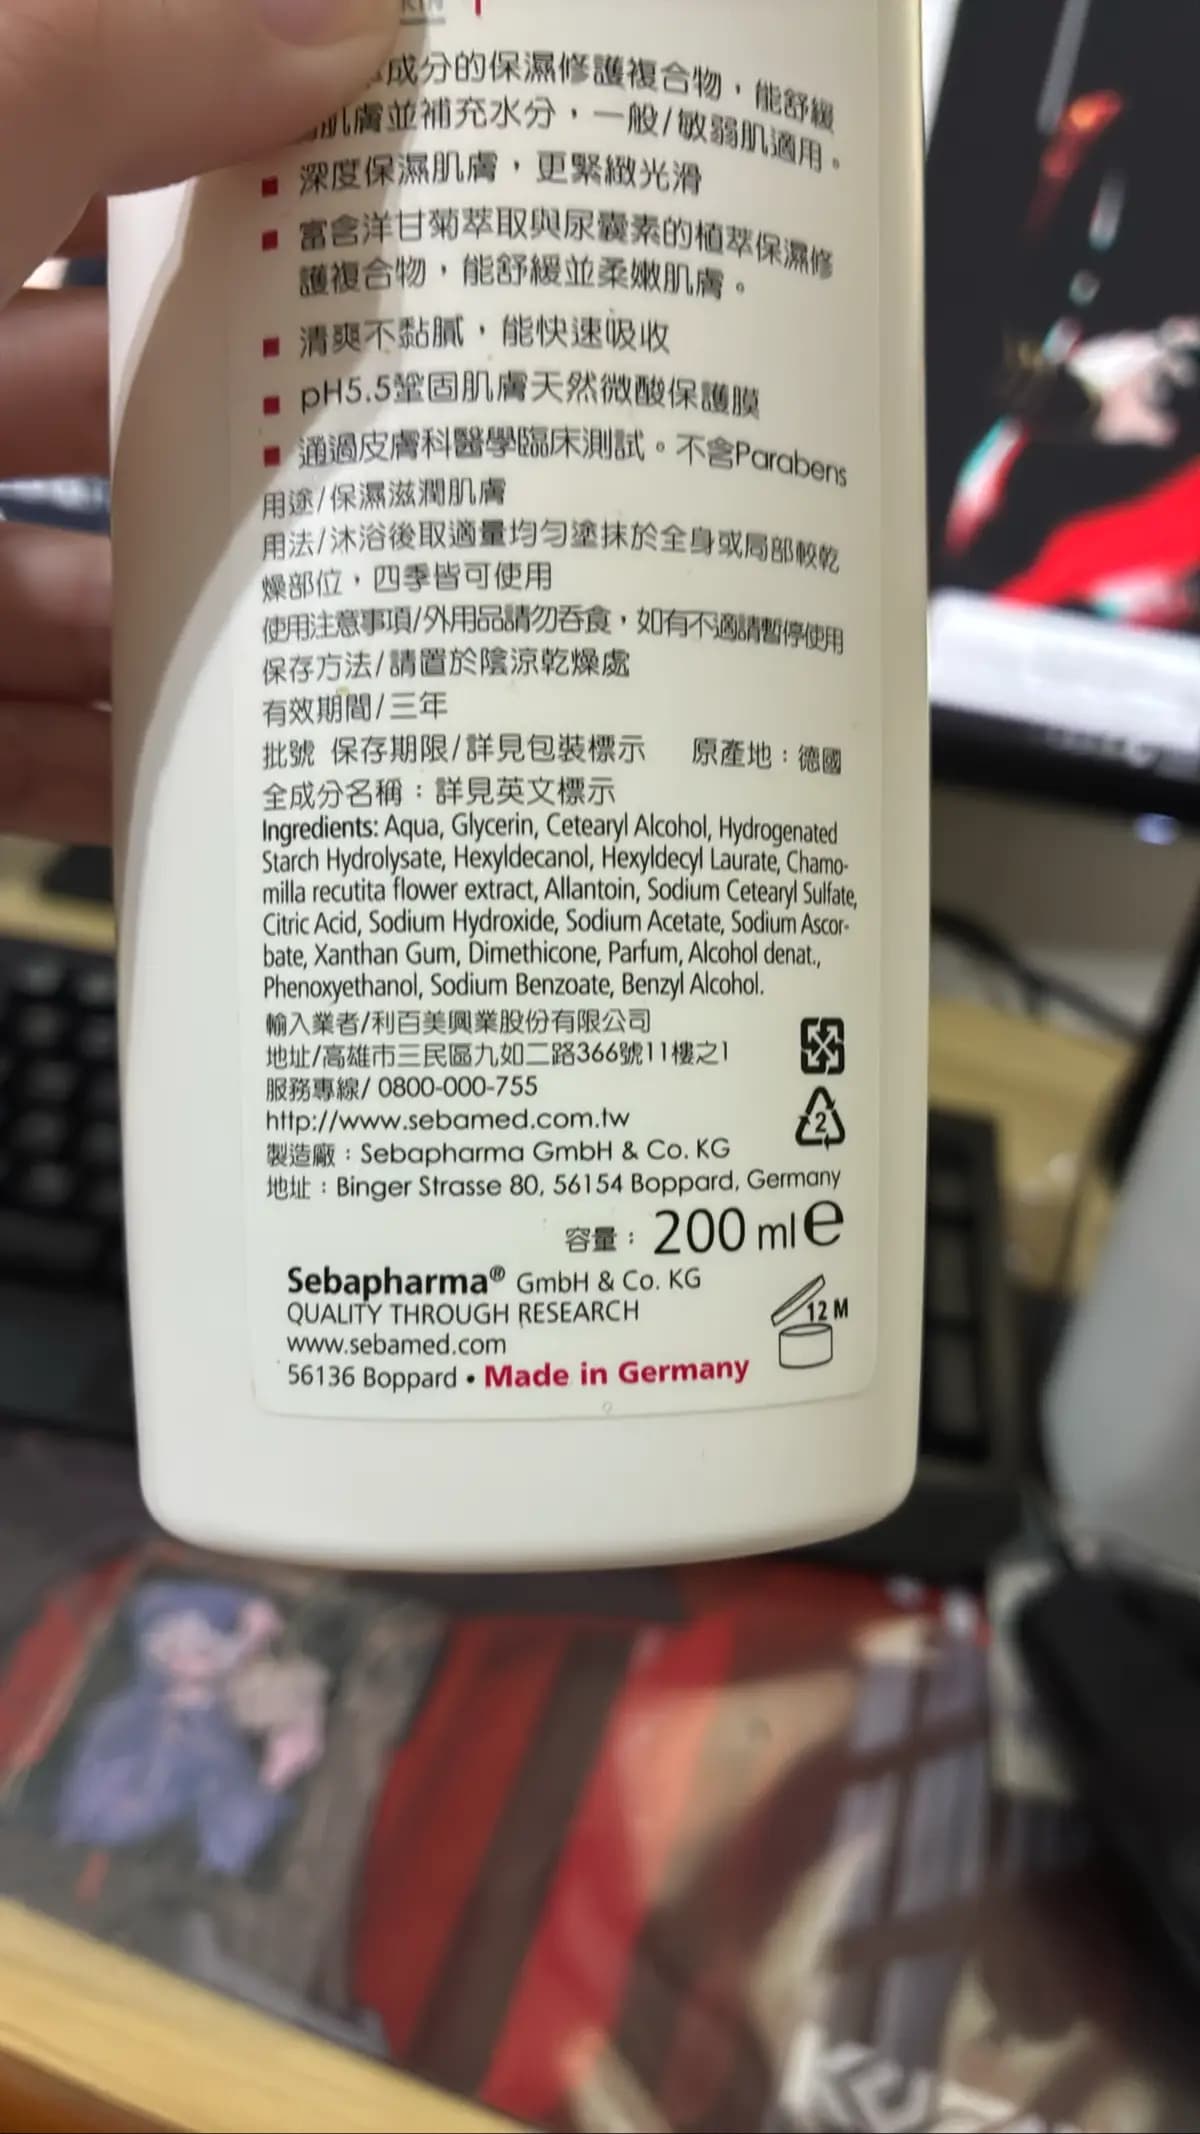 成分的保濕修護複合物，能舒緩
肌膚並補充水分，一般/敏弱肌適用。
■ 深度保濕肌膚，更緊緻光滑
■ 富含洋甘菊萃取與尿囊素的植萃保濕修
護複合物，能舒緩並柔嫩肌膚。
■ 清爽不黏膩，能快速吸收
■ pH5.5鞏固肌膚天然微酸保護膜
■ 通過皮膚科醫學臨床測試。不含Parabens
用途/保濕滋潤肌膚
用法/沐浴後取適量均勻塗抹於全身或局部較乾
燥部位，四季皆可使用
使用注意事項/外用品請勿吞食，如有不適請暫停使用
保存方法/請置於陰涼乾燥處
有效期間/三年
批號 保存期限/詳見包裝標示 原產地：德國
全成分名稱：詳見英文標示
Ingredients: Aqua, Glycerin, Cetearyl Alcohol, Hydrogenated
Starch Hydrolysate, Hexyldecanol, Hexyldecyl Laurate, Chamo-
milla recutita flower extract, Allantoin, Sodium Cetearyl Sulfate,
Citric Acid, Sodium Hydroxide, Sodium Acetate, Sodium Ascor-
bate, Xanthan Gum, Dimethicone, Parfum, Alcohol denat.,
Phenoxyethanol, Sodium Benzoate, Benzyl Alcohol.
輸入業者/利百美興業股份有限公司
地址/高雄市三民區九如二路366號11樓之1
服務專線/ 0800-000-755
http://www.sebamed.com.tw
2
製造廠：Sebapharma GmbH & Co. KG
地址：Binger Strasse 80, 56154 Boppard, Germany
容量：200 ml e
Sebapharma® GmbH & Co. KG
QUALITY THROUGH RESEARCH
12 M
www.sebamed.com
56136 Boppard • Made in Germany